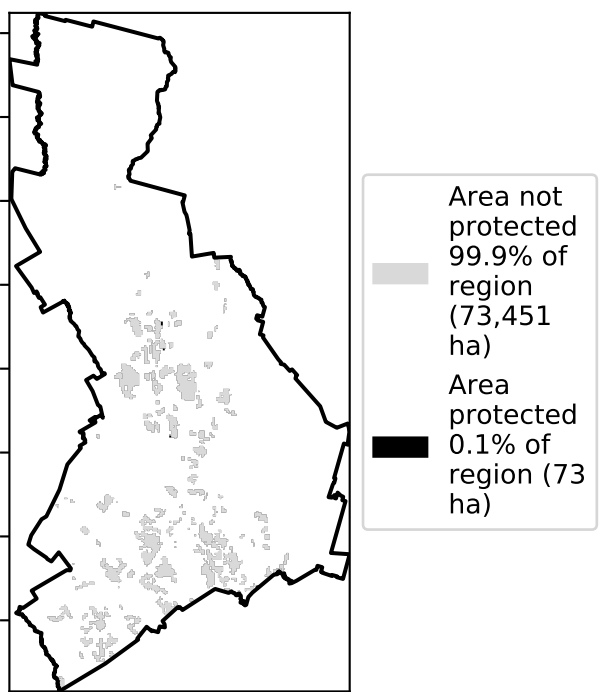 Area not
protected
99.9% of
region
(73,451
ha)
Area
protected
0.1% of
region (73
ha)